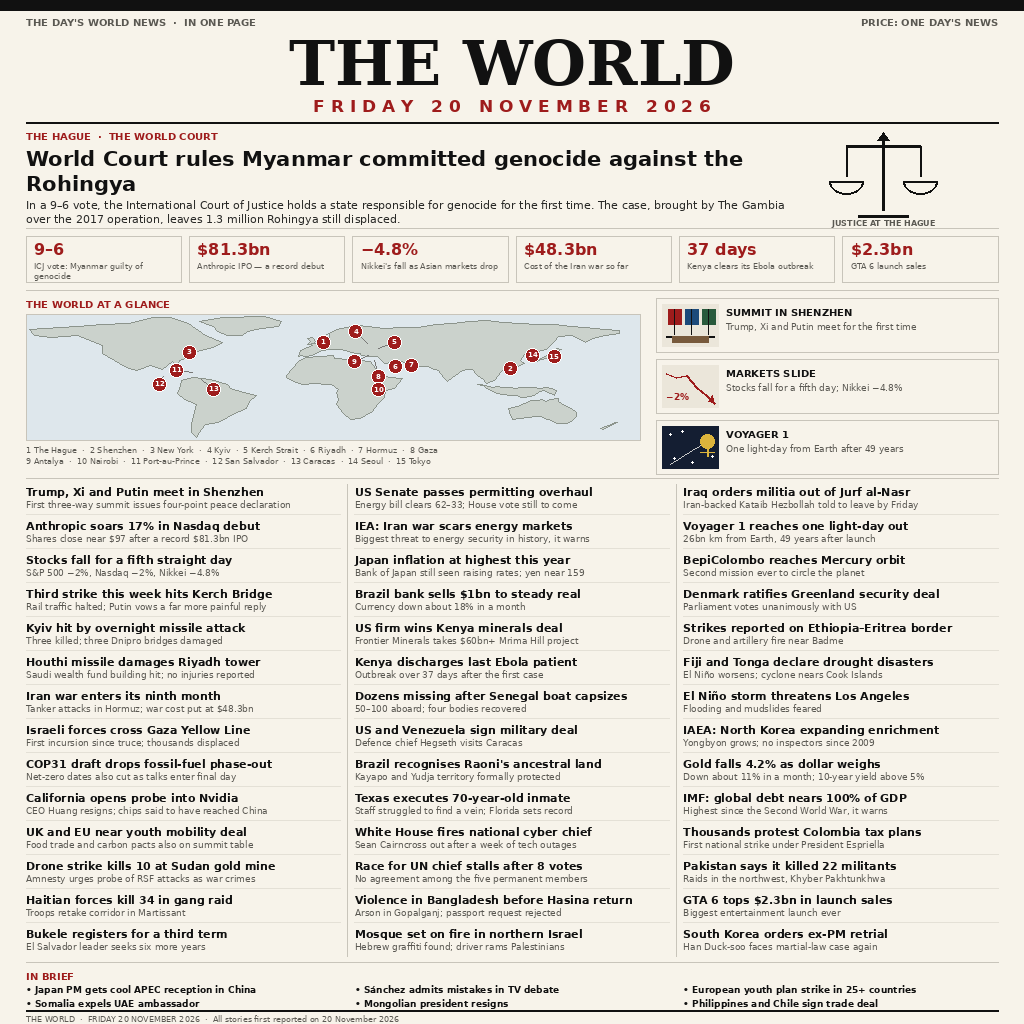 THE DAY'S WORLD NEWS · IN ONE PAGE
PRICE: ONE DAY'S NEWS
THE WORLD
FRIDAY 20 NOVEMBER 2026
THE HAGUE · THE WORLD COURT
World Court rules Myanmar committed genocide against the
Rohingya
In a 9–6 vote, the International Court of Justice holds a state responsible for genocide for the first time. The case, brought by The Gambia
over the 2017 operation, leaves 1.3 million Rohingya still displaced.
JUSTICE AT THE HAGUE
9–6
ICJ vote: Myanmar guilty of
genocide
$81.3bn
Anthropic IPO — a record debut
−4.8%
Nikkei's fall as Asian markets drop
$48.3bn
Cost of the Iran war so far
37 days
Kenya clears its Ebola outbreak
$2.3bn
GTA 6 launch sales
THE WORLD AT A GLANCE
1
2
3
4
5
6
7
8
9
10
11
12
13
14
15
1 The Hague · 2 Shenzhen · 3 New York · 4 Kyiv · 5 Kerch Strait · 6 Riyadh · 7 Hormuz · 8 Gaza
9 Antalya · 10 Nairobi · 11 Port-au-Prince · 12 San Salvador · 13 Caracas · 14 Seoul · 15 Tokyo
SUMMIT IN SHENZHEN
Trump, Xi and Putin meet for the first time
−2%
MARKETS SLIDE
Stocks fall for a fifth day; Nikkei −4.8%
VOYAGER 1
One light-day from Earth after 49 years
Trump, Xi and Putin meet in Shenzhen
First three-way summit issues four-point peace declaration
Anthropic soars 17% in Nasdaq debut
Shares close near $97 after a record $81.3bn IPO
Stocks fall for a fifth straight day
S&P 500 −2%, Nasdaq −2%, Nikkei −4.8%
Third strike this week hits Kerch Bridge
Rail traffic halted; Putin vows a far more painful reply
Kyiv hit by overnight missile attack
Three killed; three Dnipro bridges damaged
Houthi missile damages Riyadh tower
Saudi wealth fund building hit; no injuries reported
Iran war enters its ninth month
Tanker attacks in Hormuz; war cost put at $48.3bn
Israeli forces cross Gaza Yellow Line
First incursion since truce; thousands displaced
COP31 draft drops fossil-fuel phase-out
Net-zero dates also cut as talks enter final day
California opens probe into Nvidia
CEO Huang resigns; chips said to have reached China
UK and EU near youth mobility deal
Food trade and carbon pacts also on summit table
Drone strike kills 10 at Sudan gold mine
Amnesty urges probe of RSF attacks as war crimes
Haitian forces kill 34 in gang raid
Troops retake corridor in Martissant
Bukele registers for a third term
El Salvador leader seeks six more years
US Senate passes permitting overhaul
Energy bill clears 62–33; House vote still to come
IEA: Iran war scars energy markets
Biggest threat to energy security in history, it warns
Japan inflation at highest this year
Bank of Japan still seen raising rates; yen near 159
Brazil bank sells $1bn to steady real
Currency down about 18% in a month
US firm wins Kenya minerals deal
Frontier Minerals takes $60bn+ Mrima Hill project
Kenya discharges last Ebola patient
Outbreak over 37 days after the first case
Dozens missing after Senegal boat capsizes
50–100 aboard; four bodies recovered
US and Venezuela sign military deal
Defence chief Hegseth visits Caracas
Brazil recognises Raoni's ancestral land
Kayapo and Yudja territory formally protected
Texas executes 70-year-old inmate
Staff struggled to find a vein; Florida sets record
White House fires national cyber chief
Sean Cairncross out after a week of tech outages
Race for UN chief stalls after 8 votes
No agreement among the five permanent members
Violence in Bangladesh before Hasina return
Arson in Gopalganj; passport request rejected
Mosque set on fire in northern Israel
Hebrew graffiti found; driver rams Palestinians
Iraq orders militia out of Jurf al-Nasr
Iran-backed Kataib Hezbollah told to leave by Friday
Voyager 1 reaches one light-day out
26bn km from Earth, 49 years after launch
BepiColombo reaches Mercury orbit
Second mission ever to circle the planet
Denmark ratifies Greenland security deal
Parliament votes unanimously with US
Strikes reported on Ethiopia–Eritrea border
Drone and artillery fire near Badme
Fiji and Tonga declare drought disasters
El Niño worsens; cyclone nears Cook Islands
El Niño storm threatens Los Angeles
Flooding and mudslides feared
IAEA: North Korea expanding enrichment
Yongbyon grows; no inspectors since 2009
Gold falls 4.2% as dollar weighs
Down about 11% in a month; 10-year yield above 5%
IMF: global debt nears 100% of GDP
Highest since the Second World War, it warns
Thousands protest Colombia tax plans
First national strike under President Espriella
Pakistan says it killed 22 militants
Raids in the northwest, Khyber Pakhtunkhwa
GTA 6 tops $2.3bn in launch sales
Biggest entertainment launch ever
South Korea orders ex-PM retrial
Han Duck-soo faces martial-law case again
IN BRIEF
• Japan PM gets cool APEC reception in China
• Somalia expels UAE ambassador
• Sánchez admits mistakes in TV debate
• Mongolian president resigns
• European youth plan strike in 25+ countries
• Philippines and Chile sign trade deal
THE WORLD · FRIDAY 20 NOVEMBER 2026 · All stories first reported on 20 November 2026